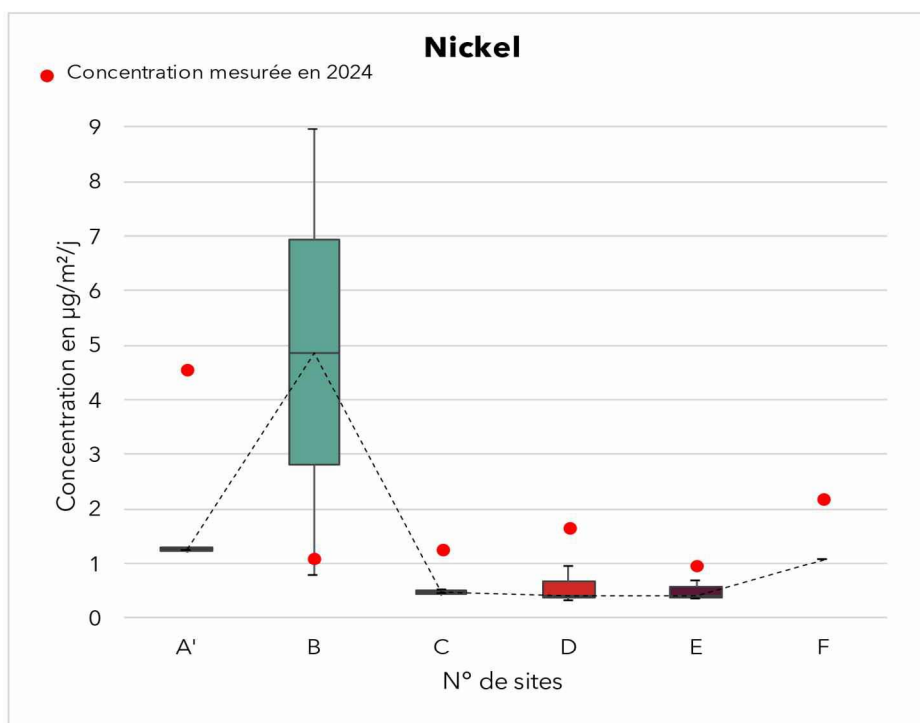 Nickel
Concentration mesurée en 2024
Concentration en µg/m²/j
9
8
7
6
5
4
3
2
1
0
A' B C D E F
N° de sites